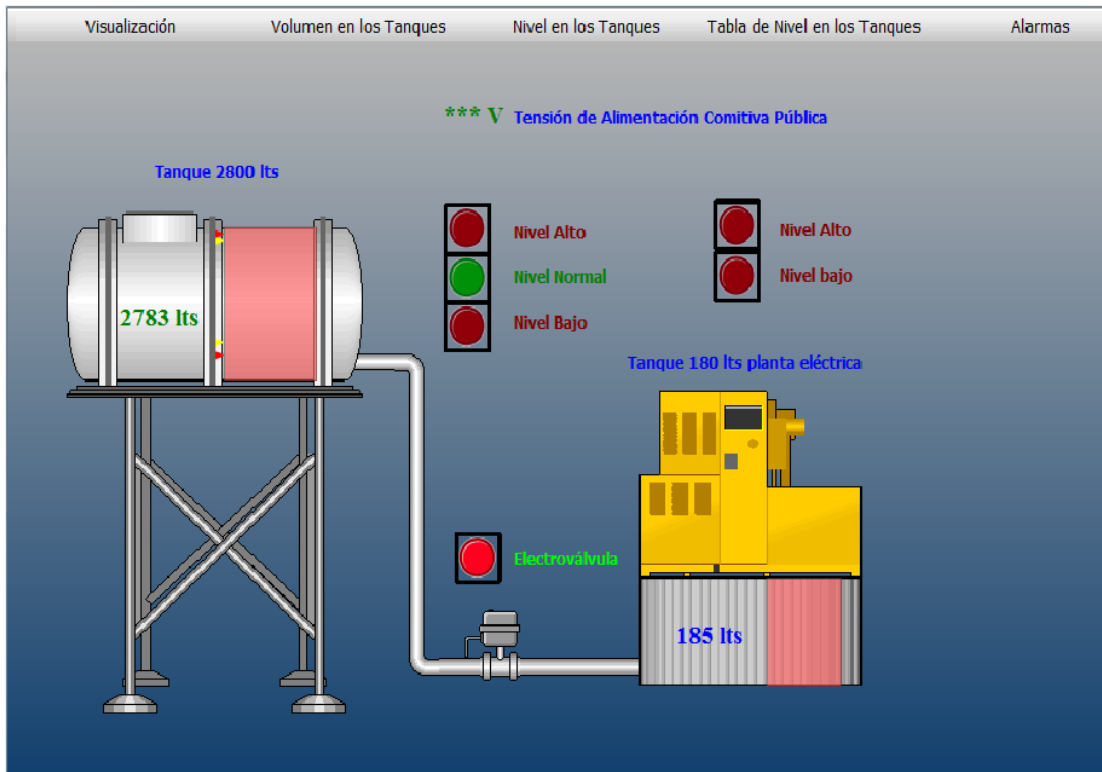 Visualización Volumen en los Tanques Nivel en los Tanques Tabla de Nivel en los Tanques Alarmas
*** V Tensión de Alimentación Comitiva Pública
Tanque 2800 lts
Nivel Alto
Nivel Normal
Nivel Bajo
Nivel Alto
Nivel bajo
2783 lts
Tanque 180 lts planta eléctrica
Electroválvula
185 lts